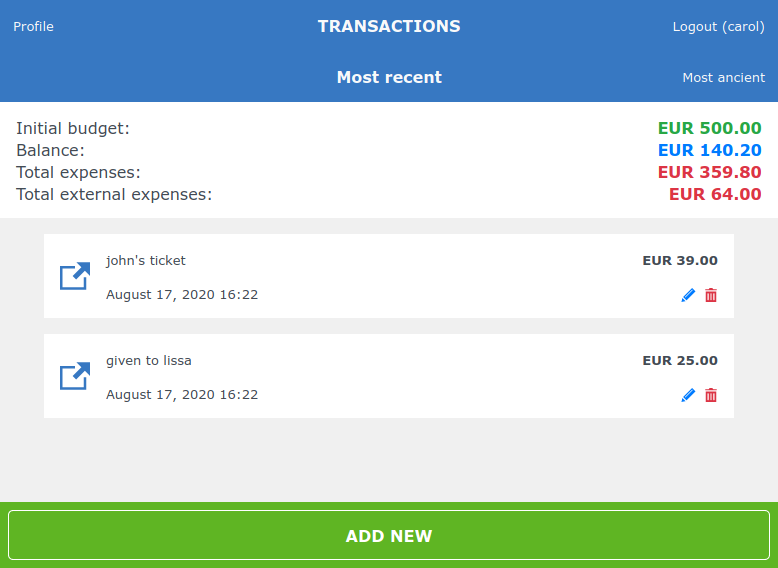 Profile TRANSACTIONS Logout (carol)
Most recent Most ancient
Initial budget: EUR 500.00
Balance: EUR 140.20
Total expenses: EUR 359.80
Total external expenses: EUR 64.00
john's ticket EUR 39.00
August 17, 2020 16:22
given to lissa EUR 25.00
August 17, 2020 16:22
ADD NEW